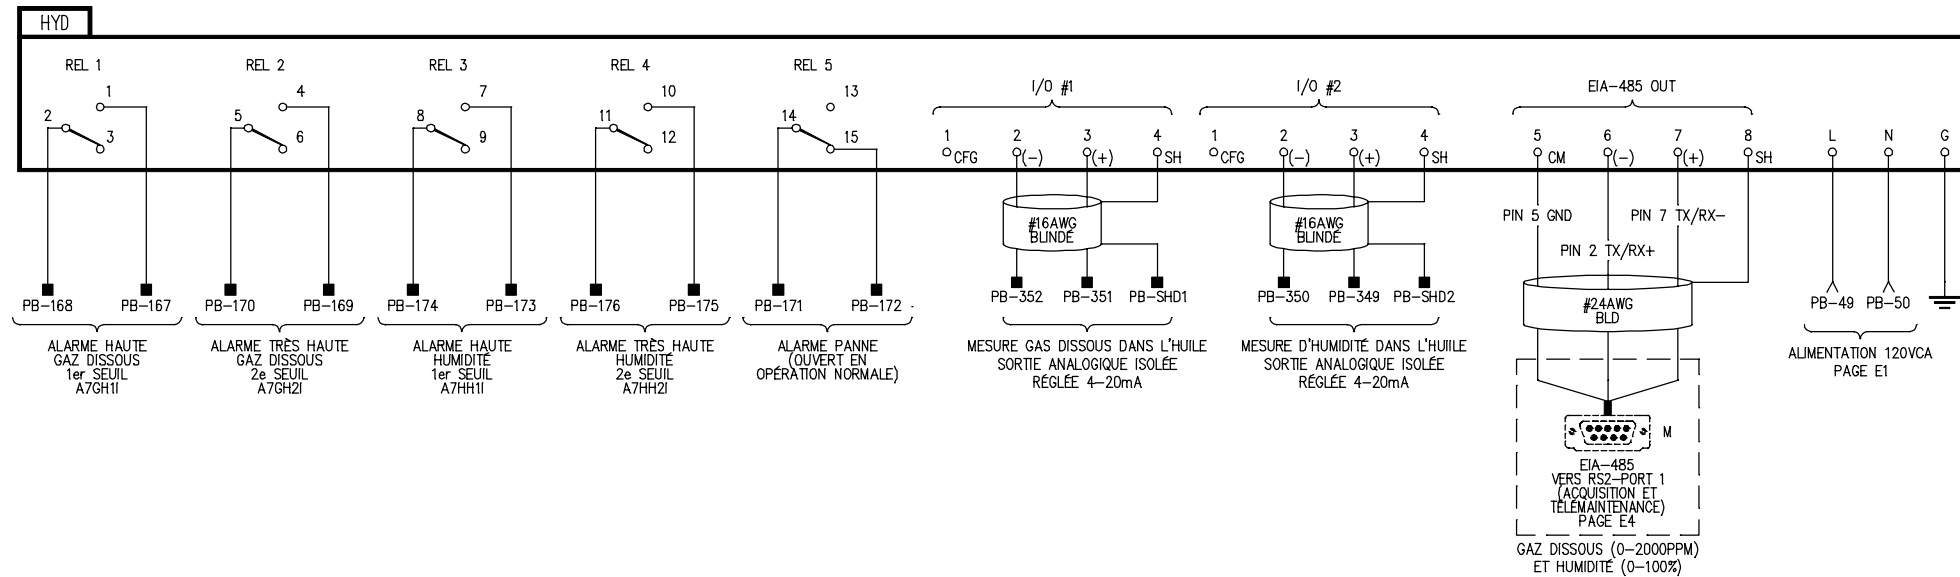 HYD
REL 1
REL 2
REL 3
REL 4
REL 5
I/O #1
I/O #2
EIA-485 OUT
1
2
3
4
5
6
7
8
9
10
11
12
13
14
15
1 2 3 4
CFG (-) (+) SH
1 2 3 4
CFG (-) (+) SH
5 6 7 8
CM (-) (+) SH
L N G
#16AWG
BLINDÉ
#16AWG
BLINDÉ
PIN 5 GND
PIN 7 TX/RX-
PIN 2 TX/RX+
#24AWG
BLD
PB-168 PB-167
ALARME HAUTE
GAZ DISSOUS
1er SEUIL
A7GH1I
PB-170 PB-169
ALARME TRÈS HAUTE
GAZ DISSOUS
2e SEUIL
A7GH2I
PB-174 PB-173
ALARME HAUTE
HUMIDITÉ
1er SEUIL
A7HH1I
PB-176 PB-175
ALARME TRÈS HAUTE
HUMIDITÉ
2e SEUIL
A7HH2I
PB-171 PB-172
ALARME PANNE
(OUVERT EN
OPÉRATION NORMALE)
PB-352 PB-351 PB-SHD1
MESURE GAS DISSOUS DANS L'HUILE
SORTIE ANALOGIQUE ISOLÉE
RÉGLÉE 4-20mA
PB-350 PB-349 PB-SHD2
MESURE D'HUMIDITÉ DANS L'HUIILE
SORTIE ANALOGIQUE ISOLÉE
RÉGLÉE 4-20mA
M
EIA-485
VERS RS2-PORT 1
(ACQUISITION ET
TÉLÉMAINTENANCE)
PAGE E4
GAZ DISSOUS (0-2000PPM)
ET HUMIDITÉ (0-100%)
PB-49 PB-50
ALIMENTATION 120VCA
PAGE E1